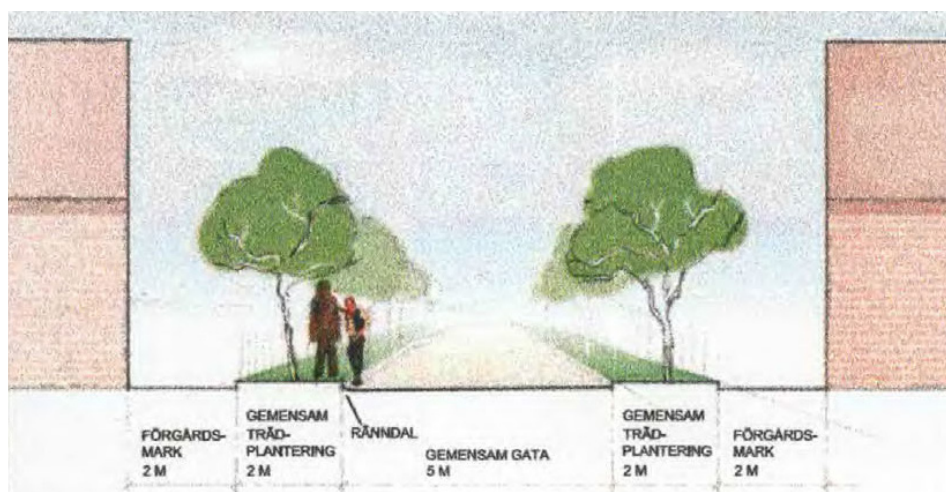 FÖRGÅRDS-
MARK
2 M
GEMENSAM
TRÄD-
PLANTERING
2 M
RÄNNDAL
GEMENSAM GATA
5 M
GEMENSAM
TRÄD-
PLANTERING
2 M
FÖRGÅRDS-
MARK
2 M